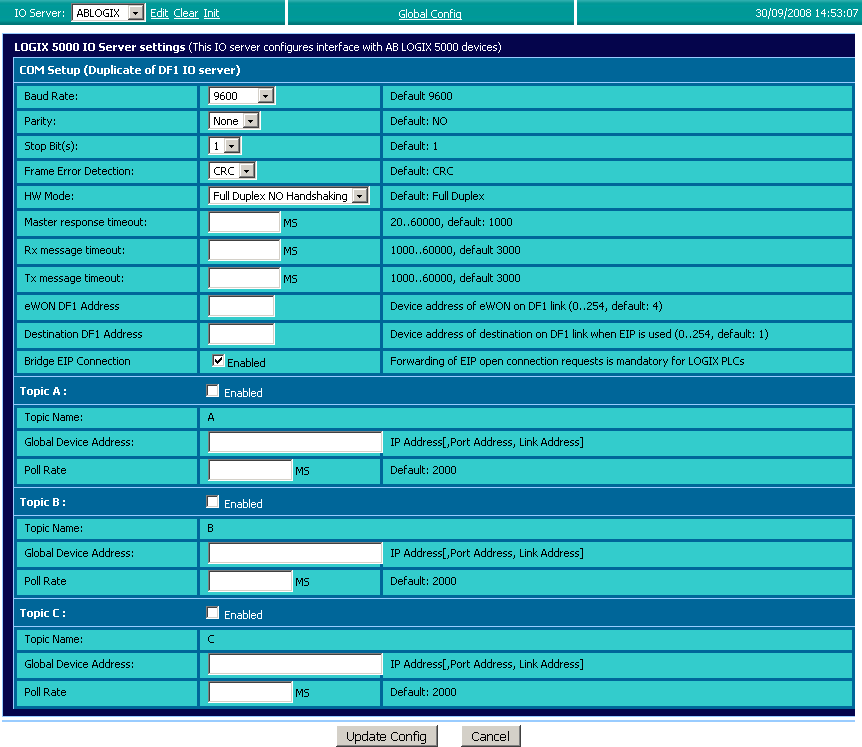 IO Server: ABLOGIX Edit Clear Init Global Config 30/09/2008 14:53:07
LOGIX 5000 IO Server settings (This IO server configures interface with AB LOGIX 5000 devices)
COM Setup (Duplicate of DF1 IO server)
Baud Rate: 9600 Default 9600
Parity: None Default: NO
Stop Bit(s): 1 Default: 1
Frame Error Detection: CRC Default: CRC
HW Mode: Full Duplex NO Handshaking Default: Full Duplex
Master response timeout: MS 20..60000, default: 1000
Rx message timeout: MS 1000..60000, default 3000
Tx message timeout: MS 1000..60000, default 3000
eWON DF1 Address Device address of eWON on DF1 link (0..254, default: 4)
Destination DF1 Address Device address of destination on DF1 link when EIP is used (0..254, default: 1)
Bridge EIP Connection Enabled Forwarding of EIP open connection requests is mandatory for LOGIX PLCs
Topic A : Enabled
Topic Name: A
Global Device Address: IP Address[,Port Address, Link Address]
Poll Rate MS Default: 2000
Topic B : Enabled
Topic Name: B
Global Device Address: IP Address[,Port Address, Link Address]
Poll Rate MS Default: 2000
Topic C : Enabled
Topic Name: C
Global Device Address: IP Address[,Port Address, Link Address]
Poll Rate MS Default: 2000
Update Config Cancel